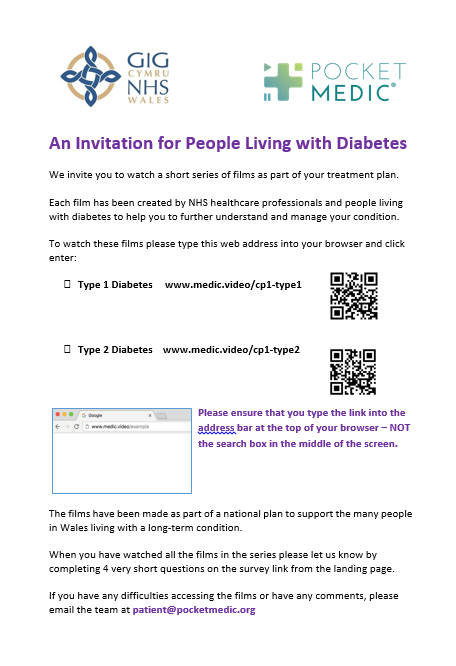 GIG
CYMRU
NHS
WALES
POCKET
MEDIC®
An Invitation for People Living with Diabetes
We invite you to watch a short series of films as part of your treatment plan.
Each film has been created by NHS healthcare professionals and people living
with diabetes to help you to further understand and manage your condition.
To watch these films please type this web address into your browser and click
enter:
Type 1 Diabetes www.medic.video/cp1-type1
Type 2 Diabetes www.medic.video/cp1-type2
Google
www.medic.video/example
Please ensure that you type the link into the
address bar at the top of your browser – NOT
the search box in the middle of the screen.
The films have been made as part of a national plan to support the many people
in Wales living with a long-term condition.
When you have watched all the films in the series please let us know by
completing 4 very short questions on the survey link from the landing page.
If you have any difficulties accessing the films or have any comments, please
email the team at patient@pocketmedic.org